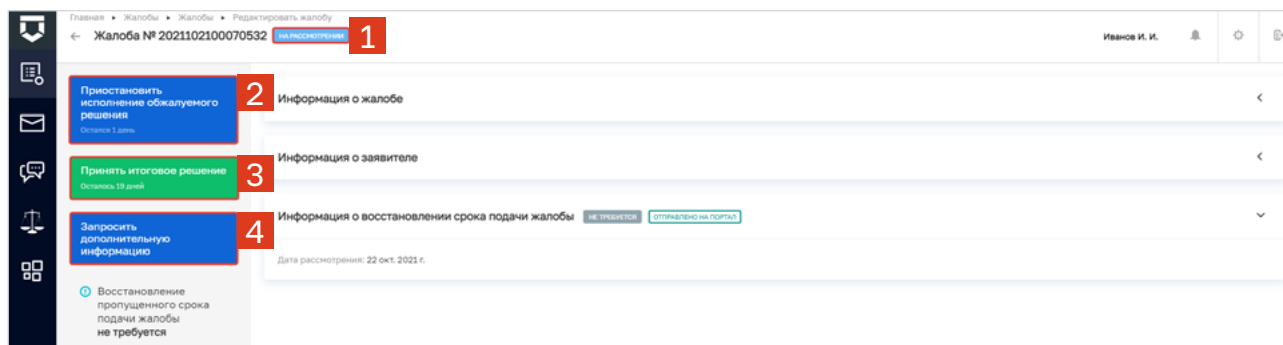 Главная ▸ Жалобы ▸ Жалобы ▸ Редактировать жалобу
← Жалоба № 2021102100070532 НА РАССМОТРЕНИИ 1
Иванов И. И.
Приостановить
исполнение обжалуемого
решения
Остался 1 день
2
Принять итоговое решение
Осталось 19 дней
3
Запросить
дополнительную
информацию
4
Восстановление
пропущенного срока
подачи жалобы
не требуется
Информация о жалобе
Информация о заявителе
Информация о восстановлении срока подачи жалобы НЕ ТРЕБУЕТСЯ ОТПРАВЛЕНО НА ПОРТАЛ
Дата рассмотрения: 22 окт. 2021 г.